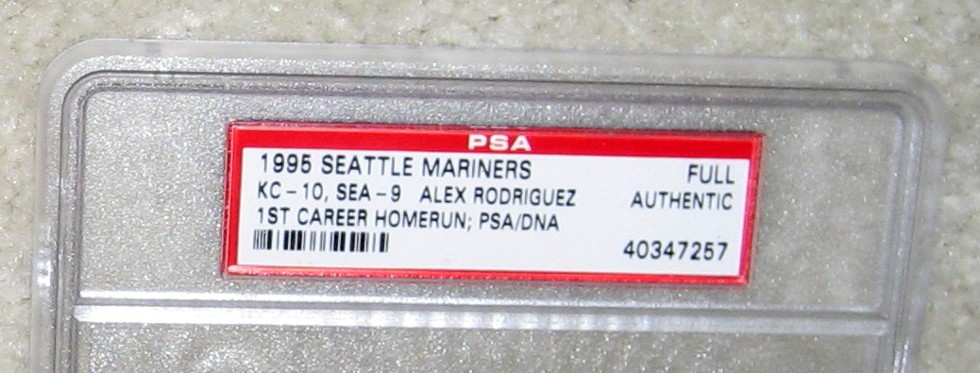 PSA
1995 SEATTLE MARINERS FULL
KC - 10, SEA - 9 ALEX RODRIGUEZ AUTHENTIC
1ST CAREER HOMERUN; PSA/DNA
40347257